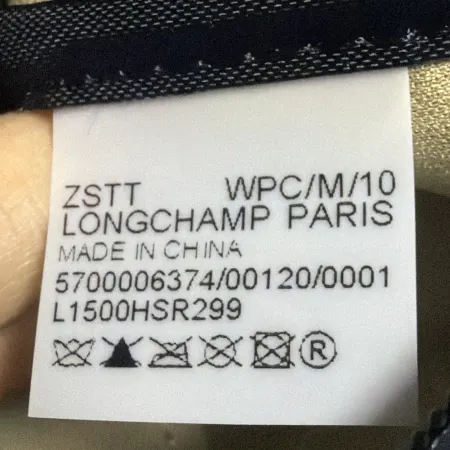 ZSTT WPC/M/10
LONGCHAMP PARIS
MADE IN CHINA
5700006374/00120/0001
L1500HSR299
®